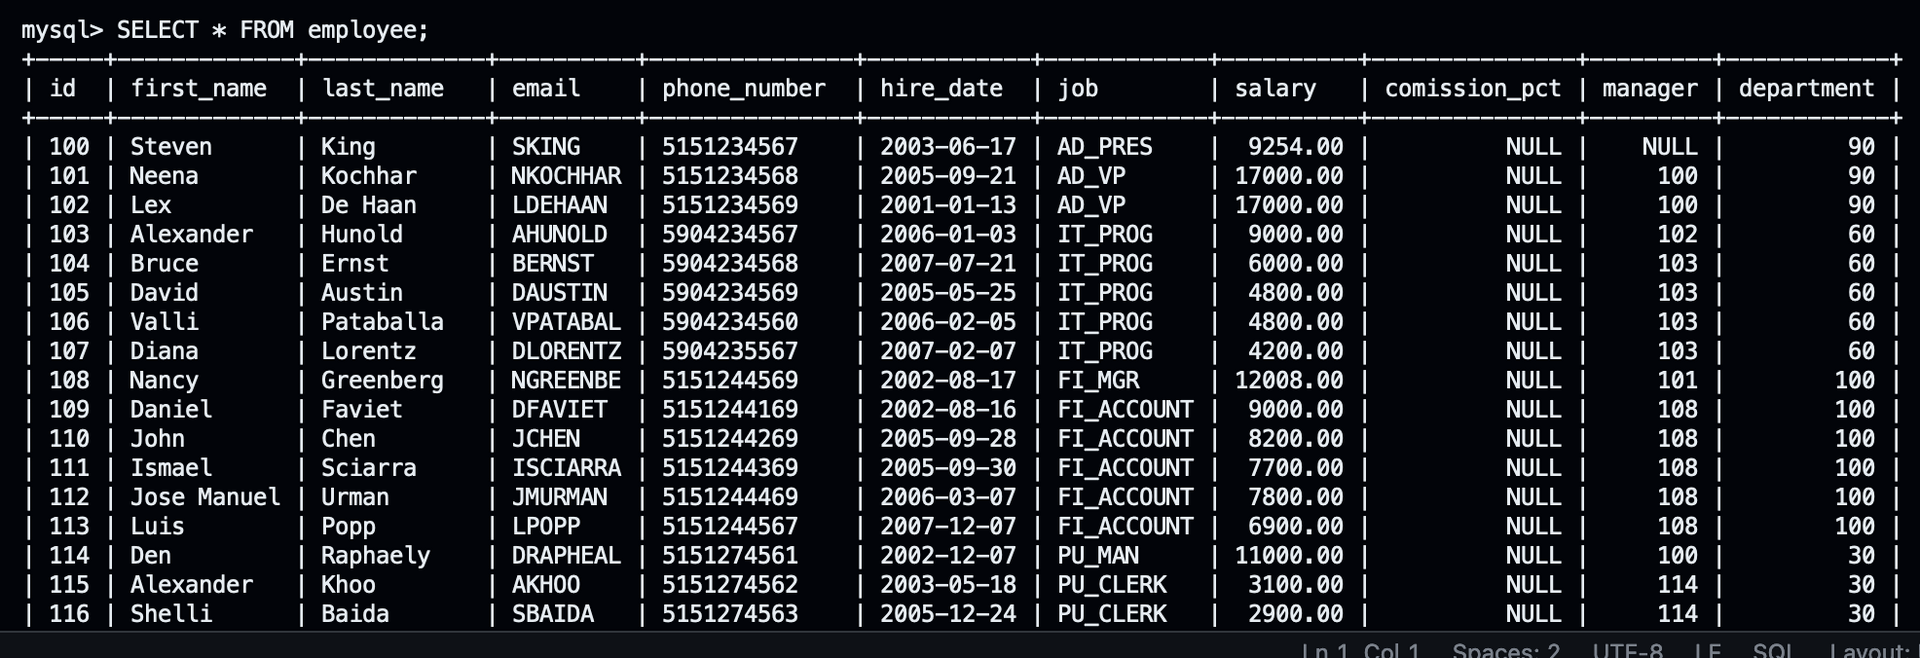 mysql> SELECT * FROM employee;
+-----+-------------+-------------+----------+--------------+------------+------------+----------+---------------+---------+------------+
| id  | first_name  | last_name   | email    | phone_number  | hire_date  | job        | salary   | comission_pct | manager | department |
+-----+-------------+-------------+----------+--------------+------------+------------+----------+---------------+---------+------------+
| 100 | Steven      | King        | SKING    | 5151234567   | 2003-06-17 | AD_PRES    |  9254.00 |          NULL |    NULL |         90 |
| 101 | Neena       | Kochhar     | NKOCHHAR | 5151234568   | 2005-09-21 | AD_VP      | 17000.00 |          NULL |     100 |         90 |
| 102 | Lex         | De Haan     | LDEHAAN  | 5151234569   | 2001-01-13 | AD_VP      | 17000.00 |          NULL |     100 |         90 |
| 103 | Alexander   | Hunold      | AHUNOLD  | 5904234567   | 2006-01-03 | IT_PROG    |  9000.00 |          NULL |     102 |         60 |
| 104 | Bruce       | Ernst       | BERNST   | 5904234568   | 2007-07-21 | IT_PROG    |  6000.00 |          NULL |     103 |         60 |
| 105 | David       | Austin      | DAUSTIN  | 5904234569   | 2005-05-25 | IT_PROG    |  4800.00 |          NULL |     103 |         60 |
| 106 | Valli       | Pataballa   | VPATABAL | 5904234560   | 2006-02-05 | IT_PROG    |  4800.00 |          NULL |     103 |         60 |
| 107 | Diana       | Lorentz     | DLORENTZ | 5904235567   | 2007-02-07 | IT_PROG    |  4200.00 |          NULL |     103 |         60 |
| 108 | Nancy       | Greenberg   | NGREENBE | 5151244569   | 2002-08-17 | FI_MGR     | 12008.00 |          NULL |     101 |        100 |
| 109 | Daniel      | Faviet      | DFAVIET  | 5151244169   | 2002-08-16 | FI_ACCOUNT |  9000.00 |          NULL |     108 |        100 |
| 110 | John        | Chen        | JCHEN    | 5151244269   | 2005-09-28 | FI_ACCOUNT |  8200.00 |          NULL |     108 |        100 |
| 111 | Ismael      | Sciarra     | ISCIARRA | 5151244369   | 2005-09-30 | FI_ACCOUNT |  7700.00 |          NULL |     108 |        100 |
| 112 | Jose Manuel | Urman       | JMURMAN  | 5151244469   | 2006-03-07 | FI_ACCOUNT |  7800.00 |          NULL |     108 |        100 |
| 113 | Luis        | Popp        | LPOPP    | 5151244567   | 2007-12-07 | FI_ACCOUNT |  6900.00 |          NULL |     108 |        100 |
| 114 | Den         | Raphaely    | DRAPHEAL | 5151274561   | 2002-12-07 | PU_MAN     | 11000.00 |          NULL |     100 |         30 |
| 115 | Alexander   | Khoo        | AKHOO    | 5151274562   | 2003-05-18 | PU_CLERK   |  3100.00 |          NULL |     114 |         30 |
| 116 | Shelli      | Baida       | SBAIDA   | 5151274563   | 2005-12-24 | PU_CLERK   |  2900.00 |          NULL |     114 |         30 |
Ln 1, Col 1 Spaces: 2 UTF-8 LF SQL Layout: